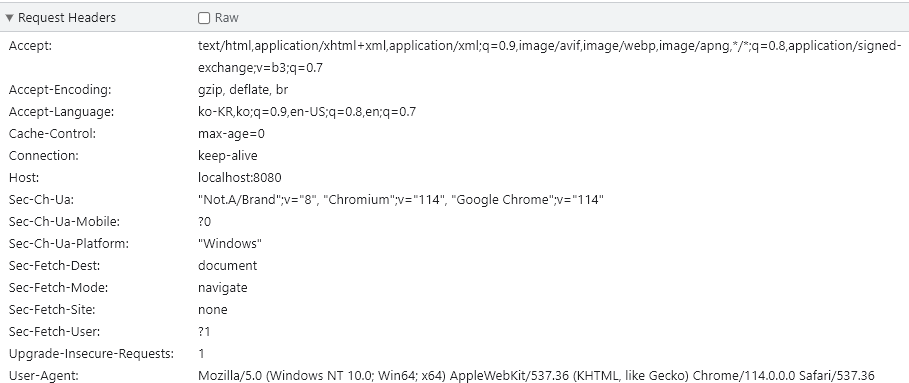 Request Headers Raw
Accept: text/html,application/xhtml+xml,application/xml;q=0.9,image/avif,image/webp,image/apng,*/*;q=0.8,application/signed-
exchange;v=b3;q=0.7
Accept-Encoding: gzip, deflate, br
Accept-Language: ko-KR,ko;q=0.9,en-US;q=0.8,en;q=0.7
Cache-Control: max-age=0
Connection: keep-alive
Host: localhost:8080
Sec-Ch-Ua: "Not.A/Brand";v="8", "Chromium";v="114", "Google Chrome";v="114"
Sec-Ch-Ua-Mobile: ?0
Sec-Ch-Ua-Platform: "Windows"
Sec-Fetch-Dest: document
Sec-Fetch-Mode: navigate
Sec-Fetch-Site: none
Sec-Fetch-User: ?1
Upgrade-Insecure-Requests: 1
User-Agent: Mozilla/5.0 (Windows NT 10.0; Win64; x64) AppleWebKit/537.36 (KHTML, like Gecko) Chrome/114.0.0.0 Safari/537.36